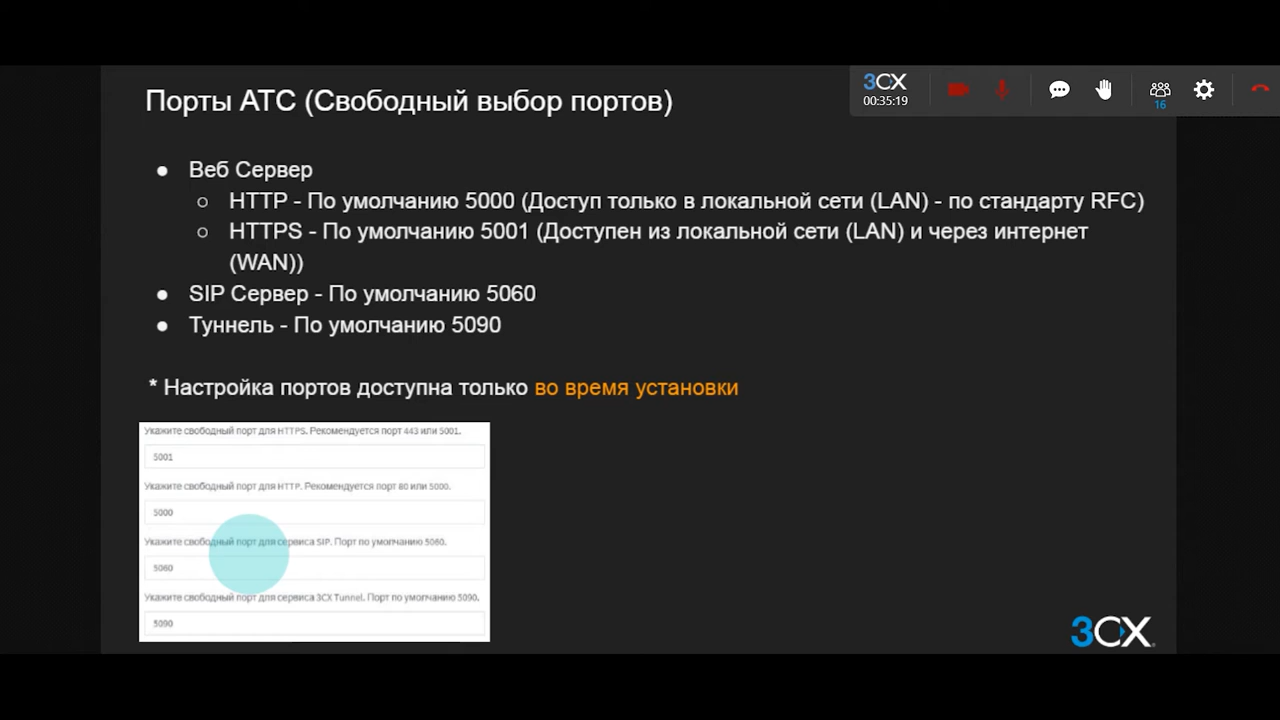 Порты АТС (Свободный выбор портов)
3CX
00:35:19
16
● Веб Сервер
○ HTTP - По умолчанию 5000 (Доступ только в локальной сети (LAN) - по стандарту RFC)
○ HTTPS - По умолчанию 5001 (Доступен из локальной сети (LAN) и через интернет
(WAN))
● SIP Сервер - По умолчанию 5060
● Туннель - По умолчанию 5090
* Настройка портов доступна только во время установки
Укажите свободный порт для HTTPS. Рекомендуется порт 443 или 5001.
5001
Укажите свободный порт для HTTP. Рекомендуется порт 80 или 5000.
5000
Укажите свободный порт для сервиса SIP. Порт по умолчанию 5060.
5060
Укажите свободный порт для сервиса 3CX Tunnel. Порт по умолчанию 5090.
5090
3CX